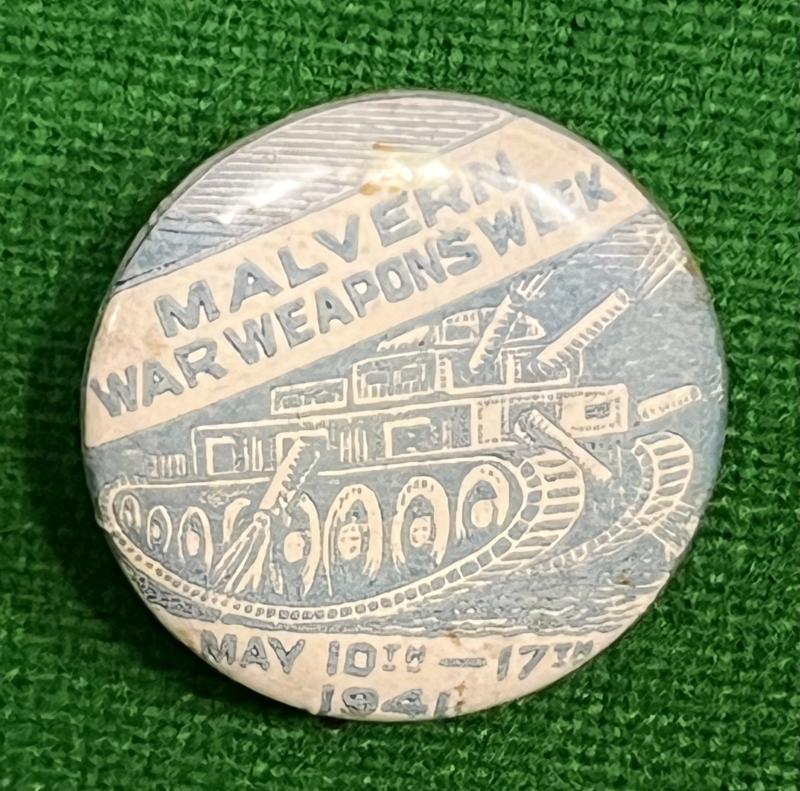 MALVERN
WAR WEAPONS WEEK
MAY 10TH — 17TH
1941